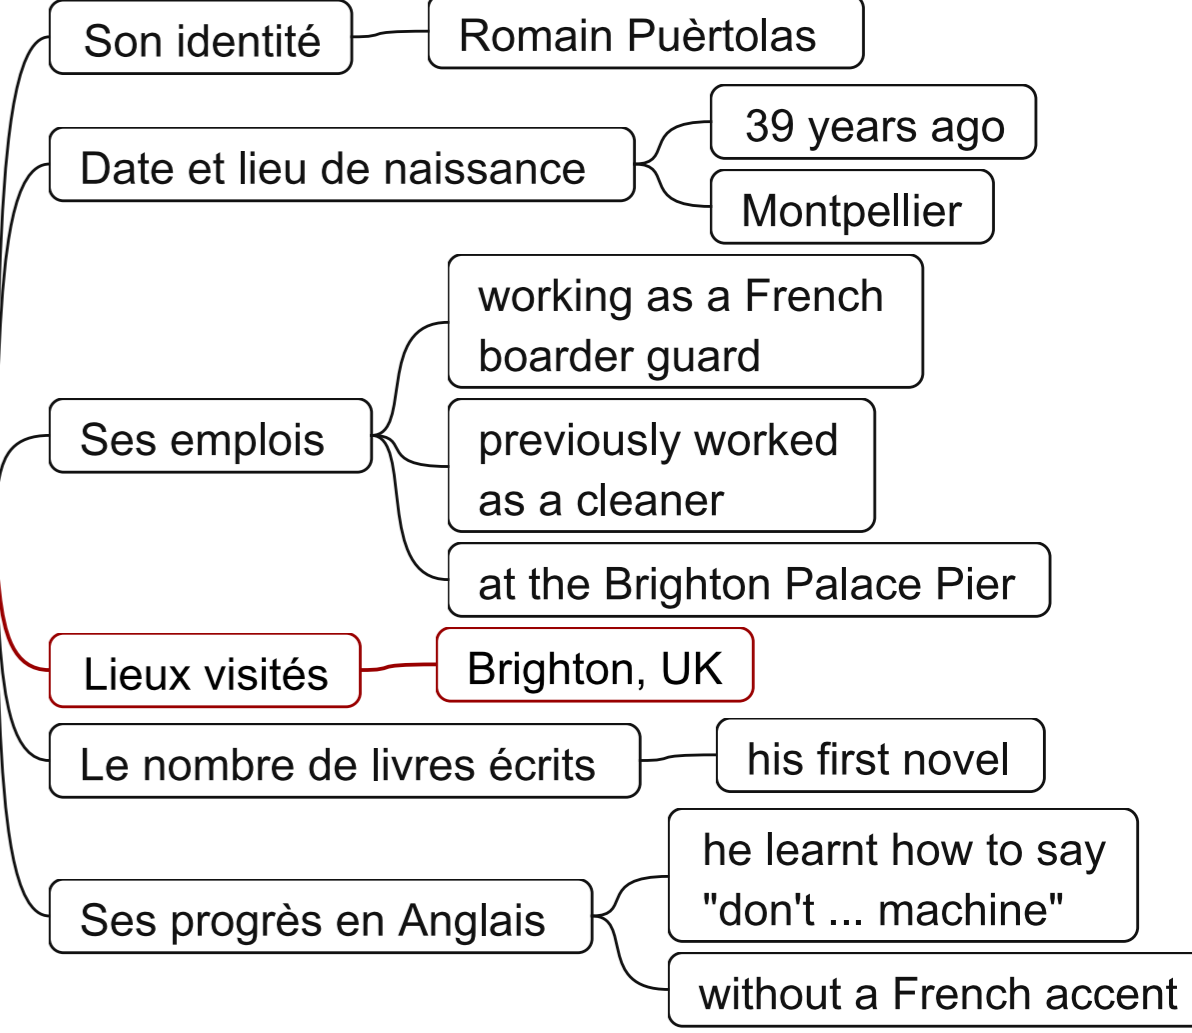 Son identité
Romain Puèrtolas
Date et lieu de naissance
39 years ago
Montpellier
Ses emplois
working as a French
boarder guard
previously worked
as a cleaner
at the Brighton Palace Pier
Lieux visités
Brighton, UK
Le nombre de livres écrits
his first novel
Ses progrès en Anglais
he learnt how to say
"don't ... machine"
without a French accent